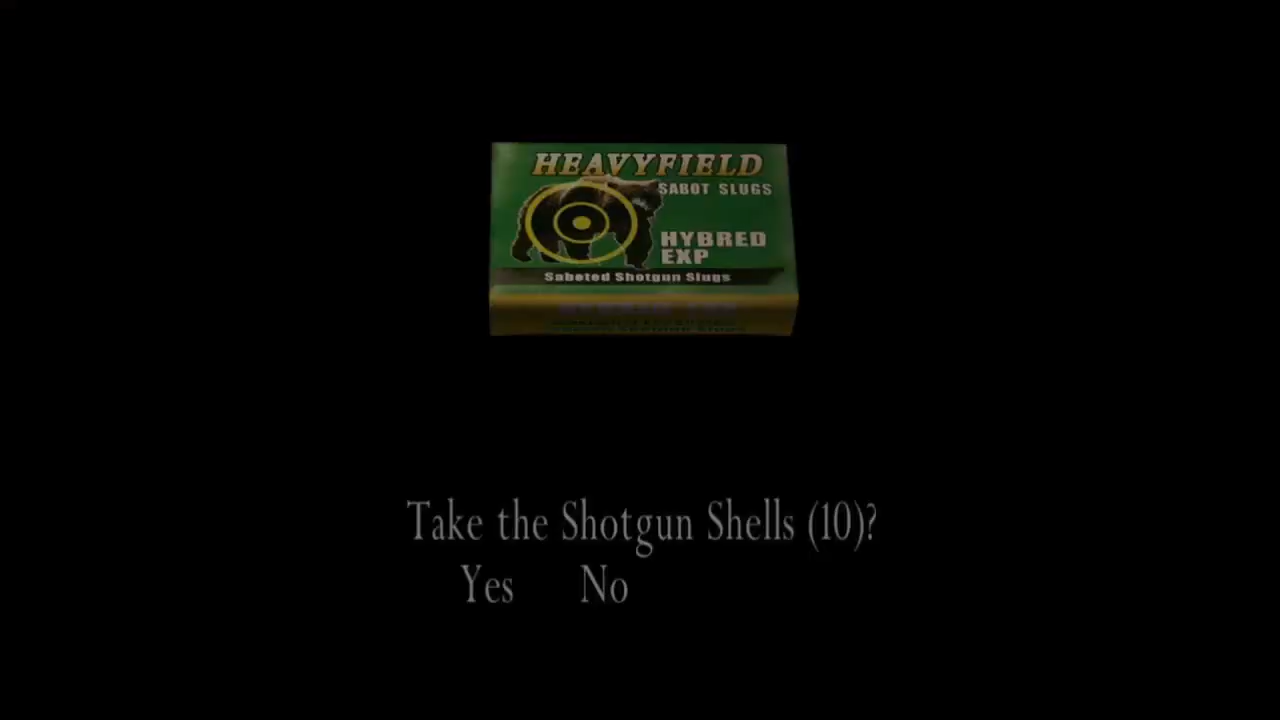 HEAVYFIELD
SABOT SLUGS
HYBRED
EXP
Saboted Shotgun Slugs
Take the Shotgun Shells (10)?
Yes No